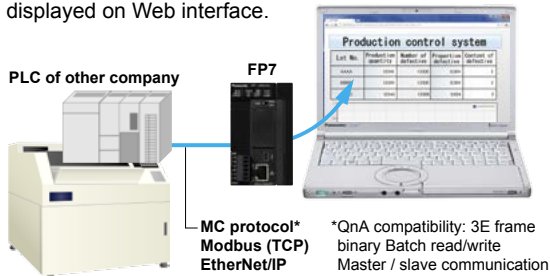 displayed on Web interface.
PLC of other company
FP7
Production control system
Lot No.
Production quantity
Number of defective
Proportion defective
Content of defective
MC protocol*
Modbus (TCP)
EtherNet/IP
*QnA compatibility: 3E frame
binary Batch read/write
Master / slave communication